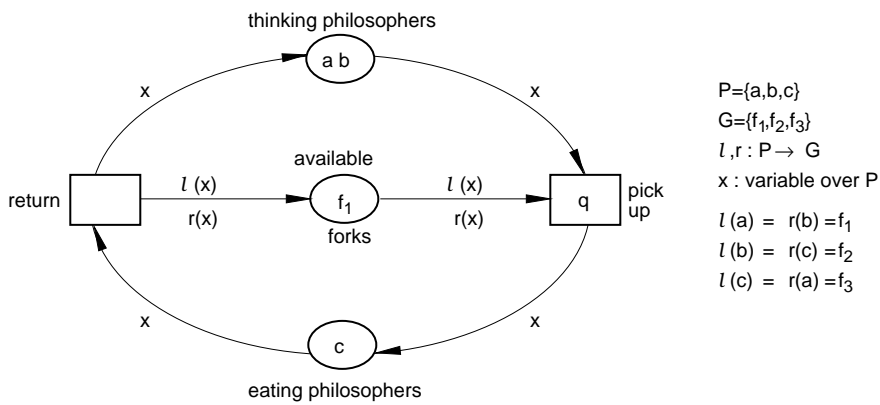 thinking philosophers
a b
x
x
P={a,b,c}
G={f₁,f₂,f₃}
l,r : P→ G
x : variable over P
l(a) = r(b) =f₁
l(b) = r(c) =f₂
l(c) = r(a) =f₃
available
return
l(x)
r(x)
f₁
l(x)
r(x)
forks
q
pick
up
x
x
c
eating philosophers